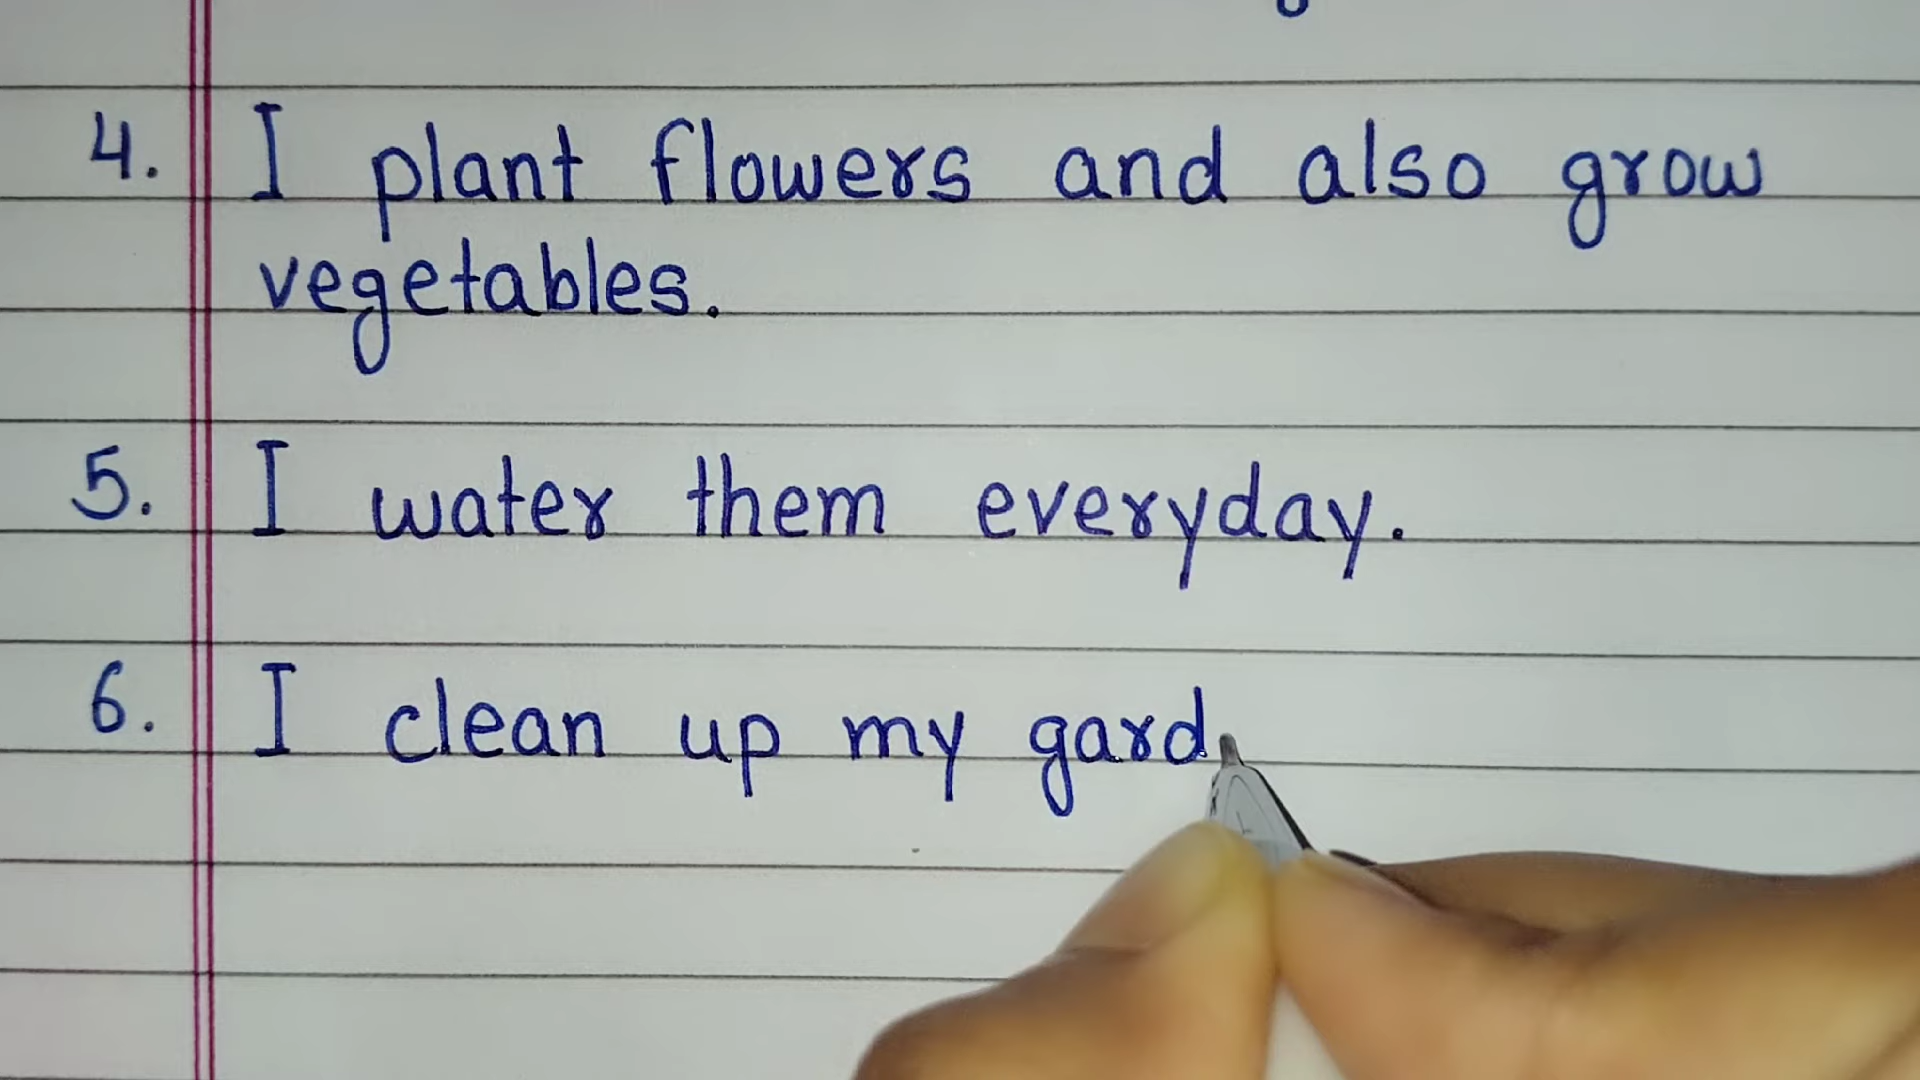 4. I plant flowers and also grow
vegetables.
5. I water them everyday.
6. I clean up my gard